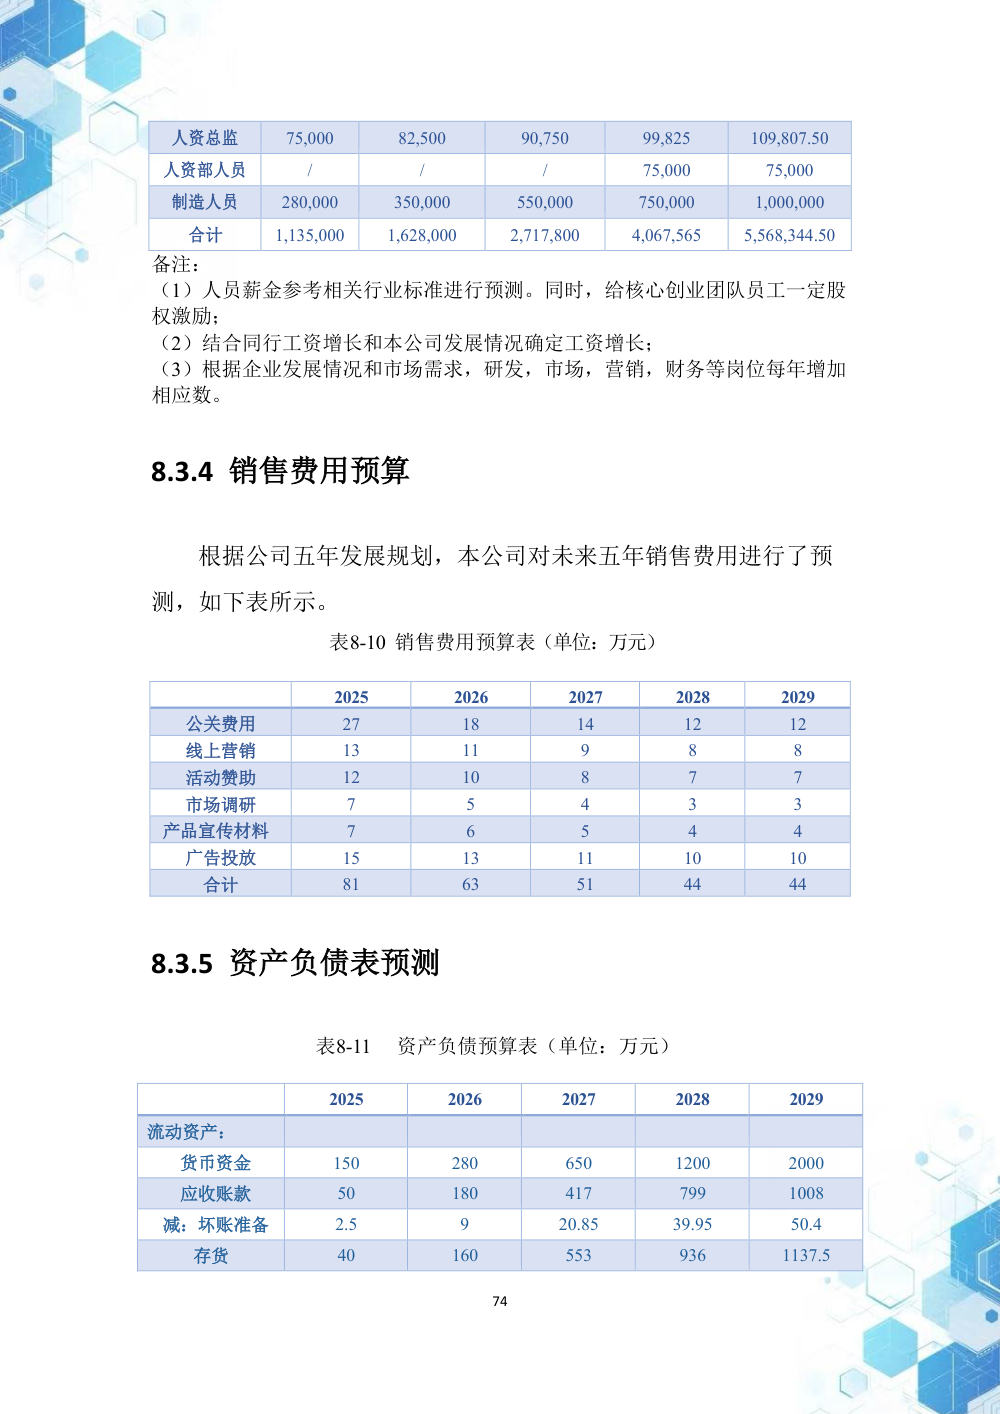 人资总监 75,000 82,500 90,750 99,825 109,807.50
人资部人员 / / / 75,000 75,000
制造人员 280,000 350,000 550,000 750,000 1,000,000
合计 1,135,000 1,628,000 2,717,800 4,067,565 5,568,344.50
备注：
（1）人员薪金参考相关行业标准进行预测。同时，给核心创业团队员工一定股
权激励；
（2）结合同行工资增长和本公司发展情况确定工资增长；
（3）根据企业发展情况和市场需求，研发，市场，营销，财务等岗位每年增加
相应数。
8.3.4 销售费用预算
根据公司五年发展规划，本公司对未来五年销售费用进行了预
测，如下表所示。
表8-10 销售费用预算表（单位：万元）
2025 2026 2027 2028 2029
公关费用 27 18 14 12 12
线上营销 13 11 9 8 8
活动赞助 12 10 8 7 7
市场调研 7 5 4 3 3
产品宣传材料 7 6 5 4 4
广告投放 15 13 11 10 10
合计 81 63 51 44 44
8.3.5 资产负债表预测
表8-11 资产负债预算表（单位：万元）
2025 2026 2027 2028 2029
流动资产：
货币资金 150 280 650 1200 2000
应收账款 50 180 417 799 1008
减：坏账准备 2.5 9 20.85 39.95 50.4
存货 40 160 553 936 1137.5
74